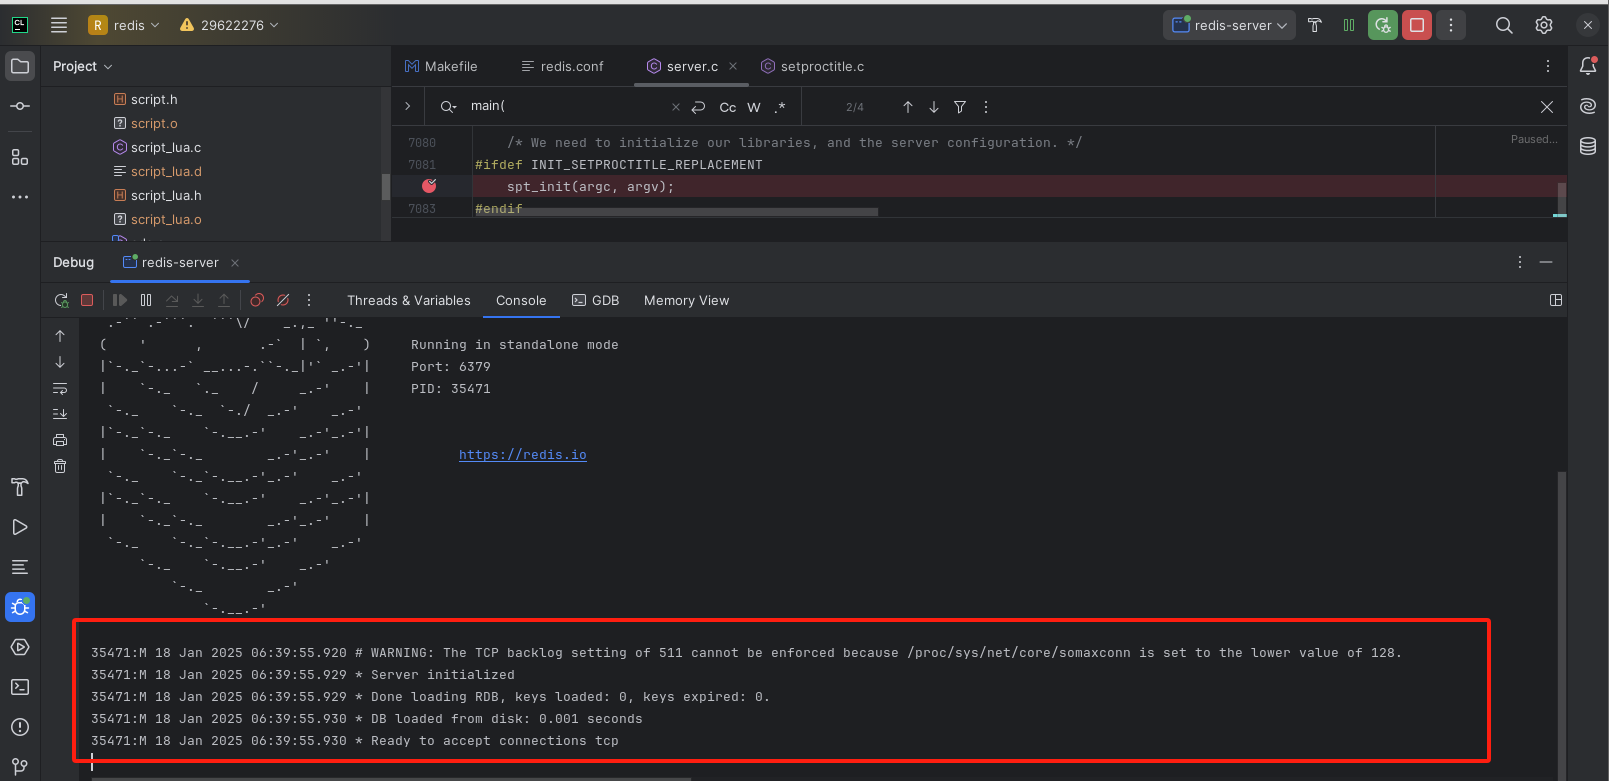 CL
R redis 29622276 redis-server
Project
Makefile redis.conf server.c setproctitle.c
script.h
script.o
script_lua.c
script_lua.d
script_lua.h
script_lua.o
main( Cc W .* 2/4
7080 /* We need to initialize our libraries, and the server configuration. */
Paused...
7081 #ifdef INIT_SETPROCTITLE_REPLACEMENT
spt_init(argc, argv);
7083 #endif
Debug redis-server
Threads & Variables Console GDB Memory View
.-`` .-```. ```\/ _.,_ ''-._
( ' , .-` | `, ) Running in standalone mode
|`-._`-...-` __...-.``-._|'` _.-'| Port: 6379
| `-._ `._ / _.-' | PID: 35471
`-._ `-._ `-./ _.-' _.-'
|`-._`-._ `-.__.-' _.-'_.-'|
| `-._`-._ _.-'_.-' | https://redis.io
`-._ `-._`-.__.-'_.-' _.-'
|`-._`-._ `-.__.-' _.-'_.-'|
| `-._`-._ _.-'_.-' |
`-._ `-._`-.__.-'_.-' _.-'
`-._ `-.__.-' _.-'
`-._ _.-'
`-.__.-'
35471:M 18 Jan 2025 06:39:55.920 # WARNING: The TCP backlog setting of 511 cannot be enforced because /proc/sys/net/core/somaxconn is set to the lower value of 128.
35471:M 18 Jan 2025 06:39:55.929 * Server initialized
35471:M 18 Jan 2025 06:39:55.929 * Done loading RDB, keys loaded: 0, keys expired: 0.
35471:M 18 Jan 2025 06:39:55.930 * DB loaded from disk: 0.001 seconds
35471:M 18 Jan 2025 06:39:55.930 * Ready to accept connections tcp